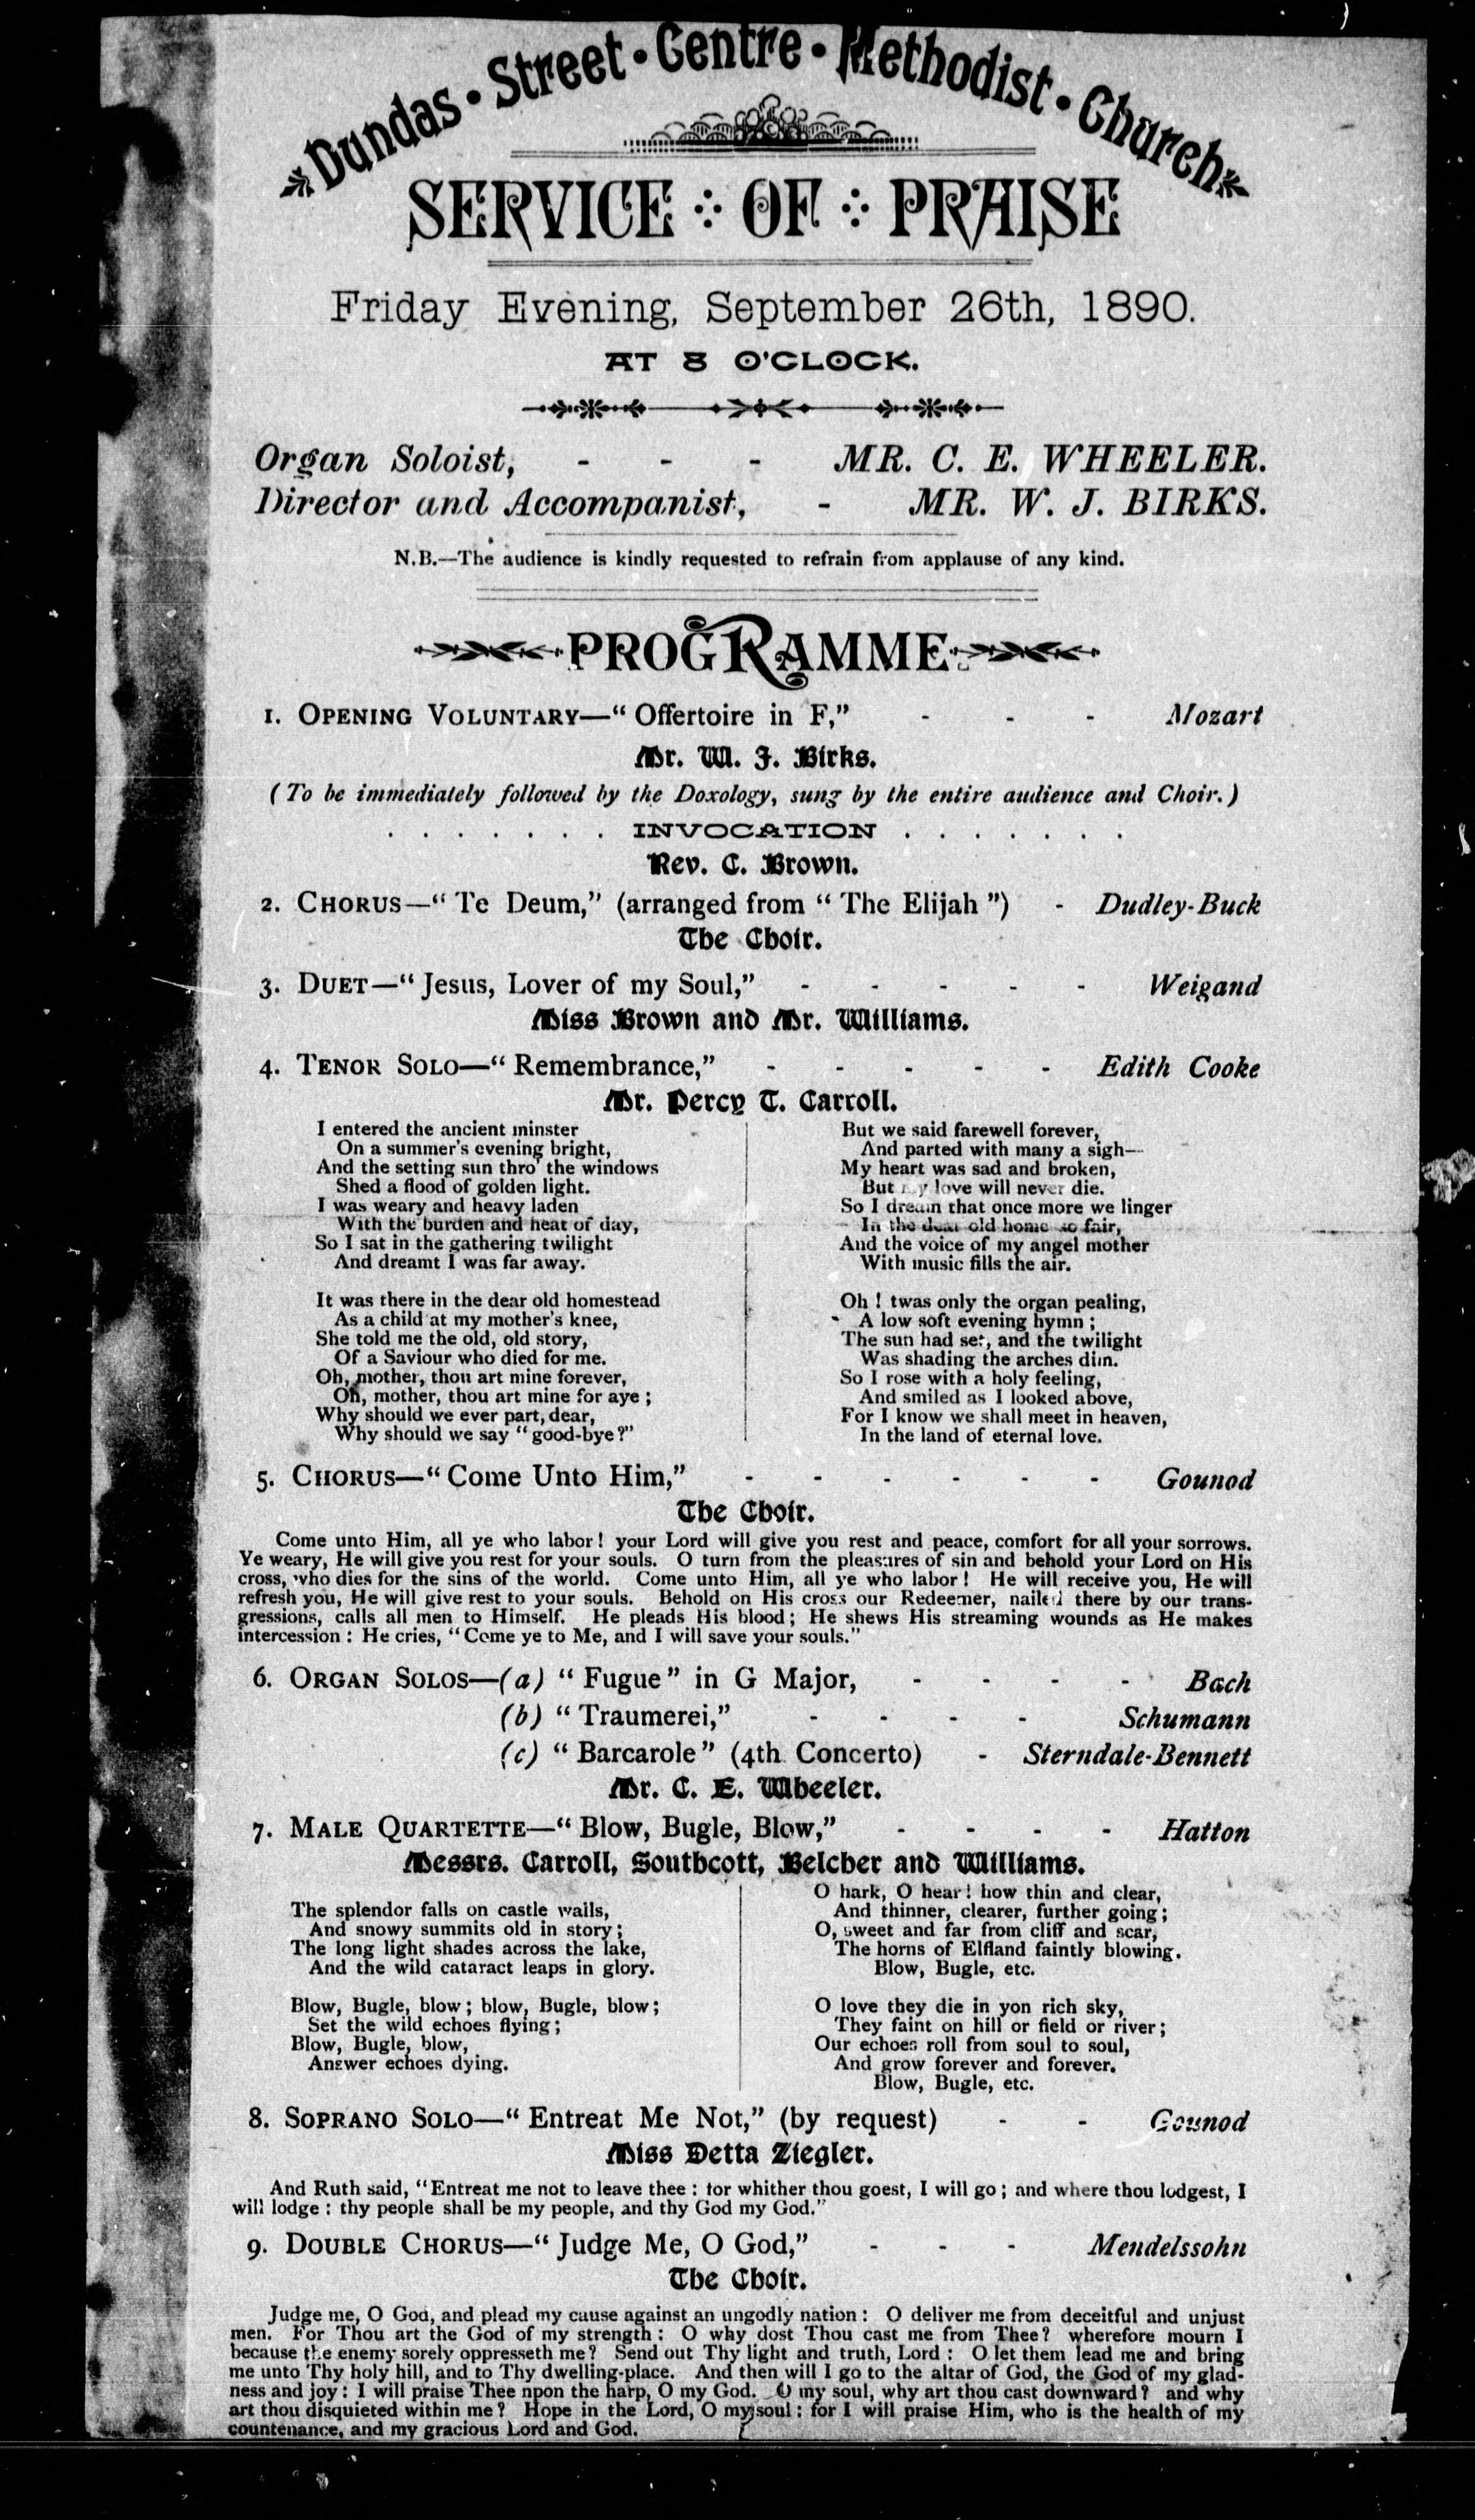 Dundas · Street · Centre · Methodist · Church
SERVICE OF PRAISE
Friday Evening, September 26th, 1890.
AT 8 O'CLOCK.
Organ Soloist, - - - MR. C. E. WHEELER.
Director and Accompanist, - MR. W. J. BIRKS.
N.B.—The audience is kindly requested to refrain from applause of any kind.
PROGRAMME
1. OPENING VOLUNTARY—“Offertoire in F,” - - - Mozart
Mr. W. J. Birks.
(To be immediately followed by the Doxology, sung by the entire audience and Choir.)
. . . . . . . INVOCATION . . . . . . .
Rev. C. Brown.
2. CHORUS—“Te Deum,” (arranged from “The Elijah”) - Dudley-Buck
The Choir.
3. DUET—“Jesus, Lover of my Soul,” - - - - - Weigand
Miss Brown and Mr. Williams.
4. TENOR SOLO—“Remembrance,” - - - - - Edith Cooke
Mr. Percy T. Carroll.
I entered the ancient minster
On a summer's evening bright,
And the setting sun thro' the windows
Shed a flood of golden light.
I was weary and heavy laden
With the burden and heat of day,
So I sat in the gathering twilight
And dreamt I was far away.
It was there in the dear old homestead
As a child at my mother's knee,
She told me the old, old story,
Of a Saviour who died for me.
Oh, mother, thou art mine forever,
Oh, mother, thou art mine for aye;
Why should we ever part, dear,
Why should we say “good-bye?”
But we said farewell forever,
And parted with many a sigh—
My heart was sad and broken,
But my love will never die.
So I dream that once more we linger
In the dear old home so fair,
And the voice of my angel mother
With music fills the air.
Oh! twas only the organ pealing,
A low soft evening hymn;
The sun had set, and the twilight
Was shading the arches dim.
So I rose with a holy feeling,
And smiled as I looked above,
For I know we shall meet in heaven,
In the land of eternal love.
5. CHORUS—“Come Unto Him,” - - - - - - Gounod
The Choir.
Come unto Him, all ye who labor! your Lord will give you rest and peace, comfort for all your sorrows.
Ye weary, He will give you rest for your souls. O turn from the pleasures of sin and behold your Lord on His
cross, who dies for the sins of the world. Come unto Him, all ye who labor! He will receive you, He will
refresh you, He will give rest to your souls. Behold on His cross our Redeemer, nailed there by our trans-
gressions, calls all men to Himself. He pleads His blood; He shews His streaming wounds as He makes
intercession: He cries, “Come ye to Me, and I will save your souls.”
6. ORGAN SOLOS—(a) “Fugue” in G Major, - - - - Bach
(b) “Traumerei,” - - - - Schumann
(c) “Barcarole” (4th Concerto) - Sterndale-Bennett
Mr. C. E. Wheeler.
7. MALE QUARTETTE—“Blow, Bugle, Blow,” - - - - Hatton
Messrs. Carroll, Southcott, Belcher and Williams.
The splendor falls on castle walls,
And snowy summits old in story;
The long light shades across the lake,
And the wild cataract leaps in glory.
Blow, Bugle, blow; blow, Bugle, blow;
Set the wild echoes flying;
Blow, Bugle, blow,
Answer echoes dying.
O hark, O hear! how thin and clear,
And thinner, clearer, further going;
O, sweet and far from cliff and scar,
The horns of Elfland faintly blowing.
Blow, Bugle, etc.
O love they die in yon rich sky,
They faint on hill or field or river;
Our echoes roll from soul to soul,
And grow forever and forever.
Blow, Bugle, etc.
8. SOPRANO SOLO—“Entreat Me Not,” (by request) - - Gounod
Miss Detta Ziegler.
And Ruth said, “Entreat me not to leave thee: for whither thou goest, I will go; and where thou lodgest, I
will lodge: thy people shall be my people, and thy God my God.”
9. DOUBLE CHORUS—“Judge Me, O God,” - - - Mendelssohn
The Choir.
Judge me, O God, and plead my cause against an ungodly nation: O deliver me from deceitful and unjust
men. For Thou art the God of my strength: O why dost Thou cast me from Thee? wherefore mourn I
because the enemy sorely oppresseth me? Send out Thy light and truth, Lord: O let them lead me and bring
me unto Thy holy hill, and to Thy dwelling-place. And then will I go to the altar of God, the God of my glad-
ness and joy: I will praise Thee npon the harp, O my God. O my soul, why art thou cast downward? and why
art thou disquieted within me? Hope in the Lord, O my soul: for I will praise Him, who is the health of my
countenance, and my gracious Lord and God.